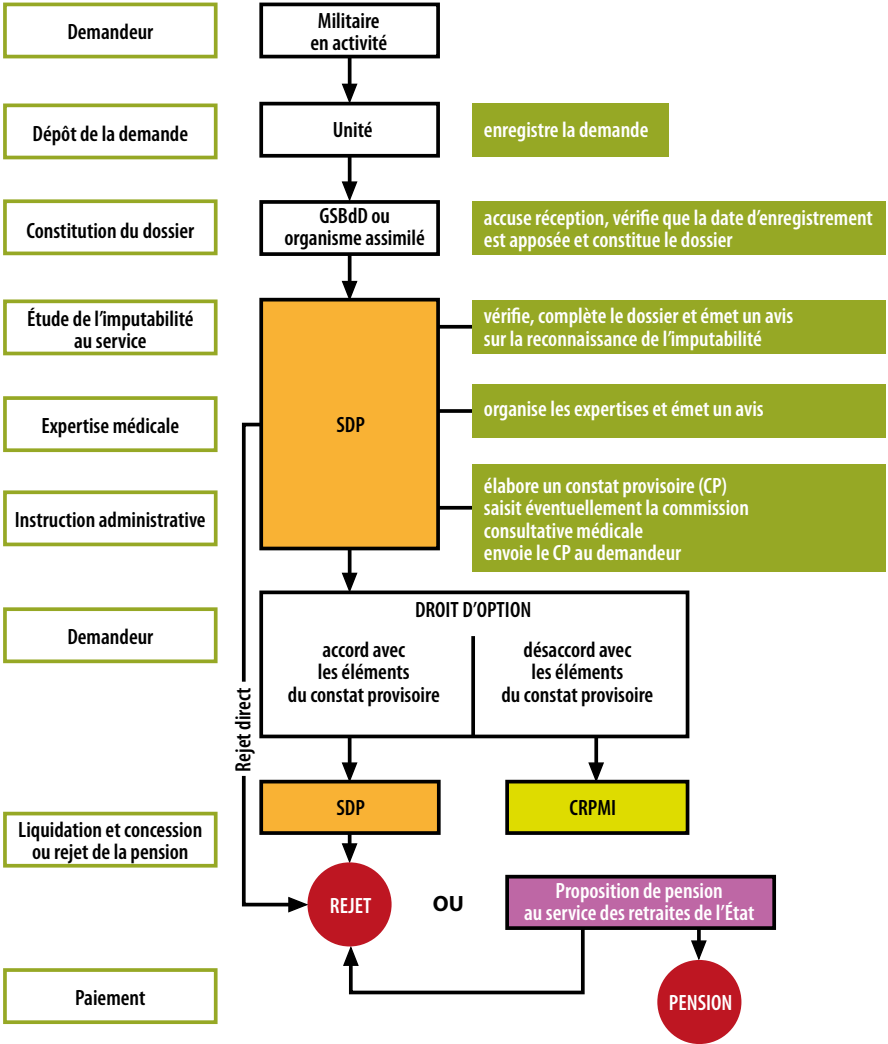 Demandeur
Militaire
en activité
Dépôt de la demande
Unité
enregistre la demande
Constitution du dossier
GSBdD ou
organisme assimilé
accuse réception, vérifie que la date d’enregistrement
est apposée et constitue le dossier
Étude de l’imputabilité
au service
vérifie, complète le dossier et émet un avis
sur la reconnaissance de l’imputabilité
Expertise médicale
SDP
organise les expertises et émet un avis
Instruction administrative
élabore un constat provisoire (CP)
saisit éventuellement la commission
consultative médicale
envoie le CP au demandeur
Demandeur
DROIT D’OPTION
accord avec
les éléments
du constat provisoire
désaccord avec
les éléments
du constat provisoire
Rejet direct
SDP
CRPMI
Liquidation et concession
ou rejet de la pension
REJET
OU
Proposition de pension
au service des retraites de l’État
Paiement
PENSION